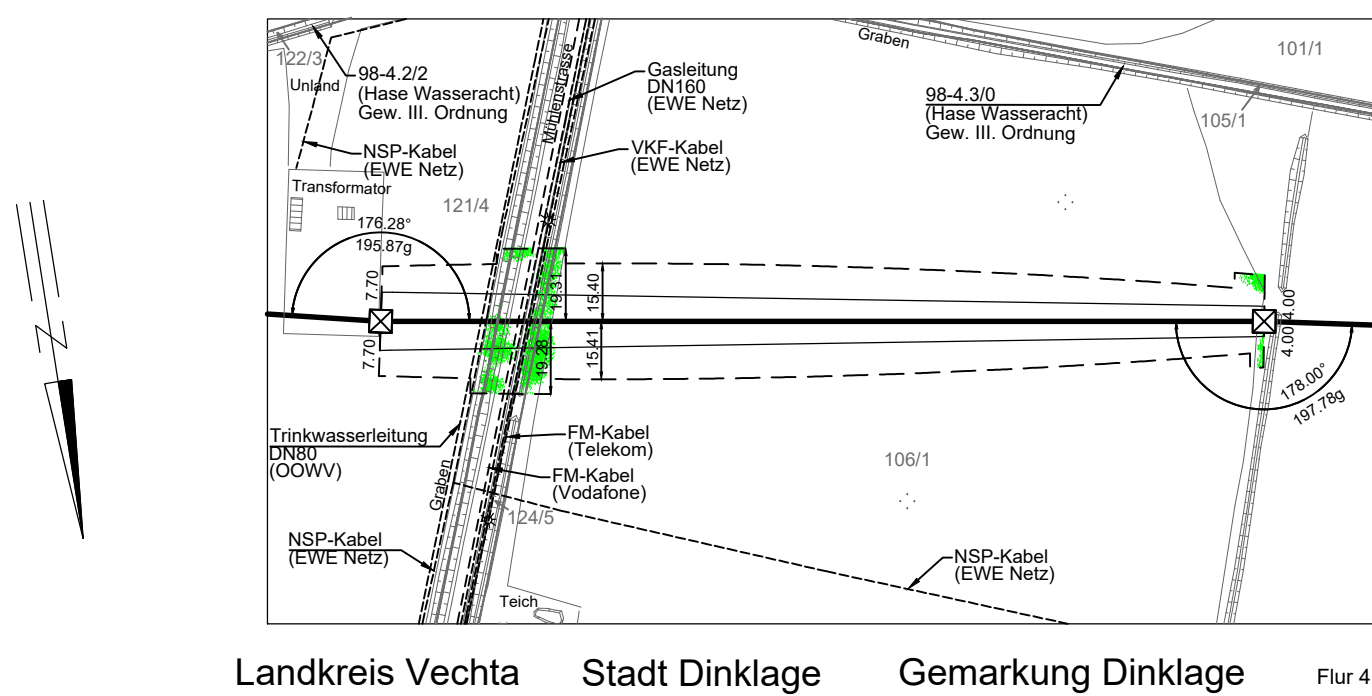 122/3
Unland
98-4.2/2
(Hase Wasseracht)
Gew. III. Ordnung
NSP-Kabel
(EWE Netz)
Transformator
121/4
176.28°
195.87g
7.70
7.70
Mühlenstrasse
Gasleitung
DN160
(EWE Netz)
VKF-Kabel
(EWE Netz)
Graben
98-4.3/0
(Hase Wasseracht)
Gew. III. Ordnung
101/1
105/1
19.31
15.40
19.28
15.41
4.00
4.00
178.00°
197.78g
Trinkwasserleitung
DN80
(OOWV)
Graben
FM-Kabel
(Telekom)
FM-Kabel
(Vodafone)
106/1
124/5
NSP-Kabel
(EWE Netz)
NSP-Kabel
(EWE Netz)
Teich
N
Landkreis Vechta Stadt Dinklage Gemarkung Dinklage Flur 4